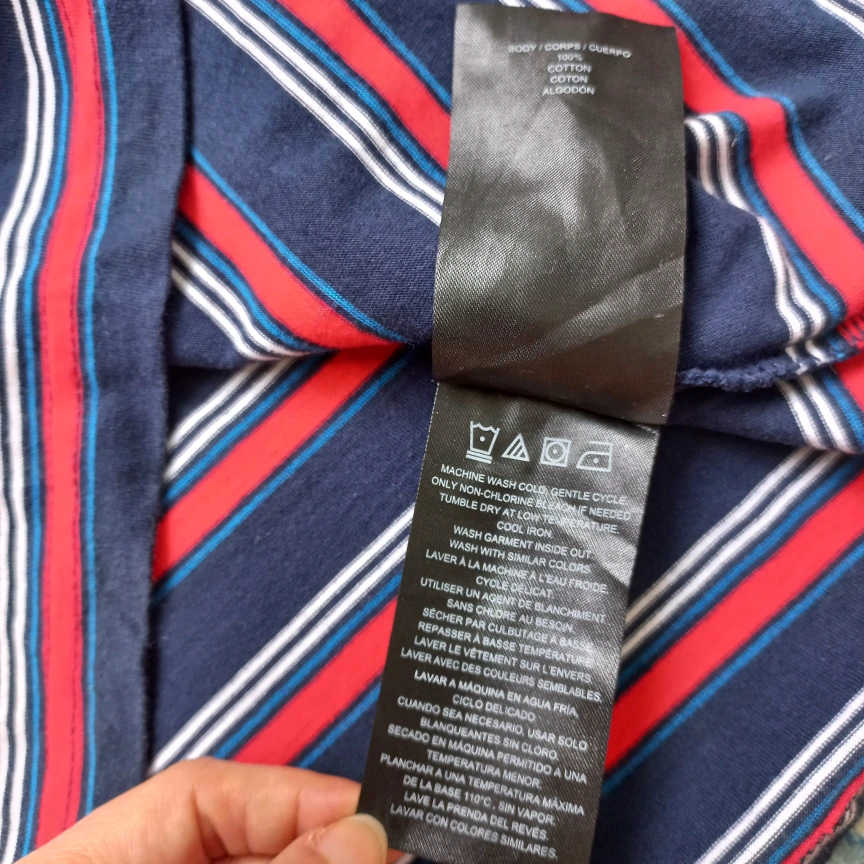 BODY / CORPS / CUERPO
100%
COTTON
COTON
ALGODÓN
MACHINE WASH COLD, GENTLE CYCLE.
ONLY NON-CHLORINE BLEACH IF NEEDED
TUMBLE DRY AT LOW TEMPERATURE.
COOL IRON.
WASH GARMENT INSIDE OUT.
WASH WITH SIMILAR COLORS
LAVER À LA MACHINE À L'EAU FROIDE.
CYCLE DÉLICAT.
UTILISER UN AGENT DE BLANCHIMENT
SANS CHLORE AU BESOIN.
SÉCHER PAR CULBUTAGE À BASSE
REPASSER À BASSE TEMPÉRATURE
LAVER LE VÊTEMENT SUR L'ENVERS.
LAVER AVEC DES COULEURS SEMBLABLES.
LAVAR A MAQUINA EN AGUA FRÍA,
CICLO DELICADO.
CUANDO SEA NECESARIO, USAR SOLO
BLANQUEANTES SIN CLORO.
SECADO EN MÁQUINA PERMITIDO A UNA
TEMPERATURA MENOR.
PLANCHAR A UNA TEMPERATURA MÁXIMA
DE LA BASE 110°C, SIN VAPOR.
LAVE LA PRENDA DEL REVES.
LAVAR CON COLORES SIMILARES.